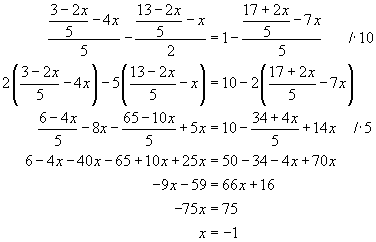 ((3-2x)/5 - 4x)/5 - ((13-2x)/5 - x)/2 = 1 - ((17+2x)/5 - 7x)/5 /·10
2((3-2x)/5 - 4x) - 5((13-2x)/5 - x) = 10 - 2((17+2x)/5 - 7x)
(6-4x)/5 - 8x - (65-10x)/5 + 5x = 10 - (34+4x)/5 + 14x /·5
6-4x-40x-65+10x+25x = 50-34-4x+70x
-9x-59 = 66x+16
-75x = 75
x = -1